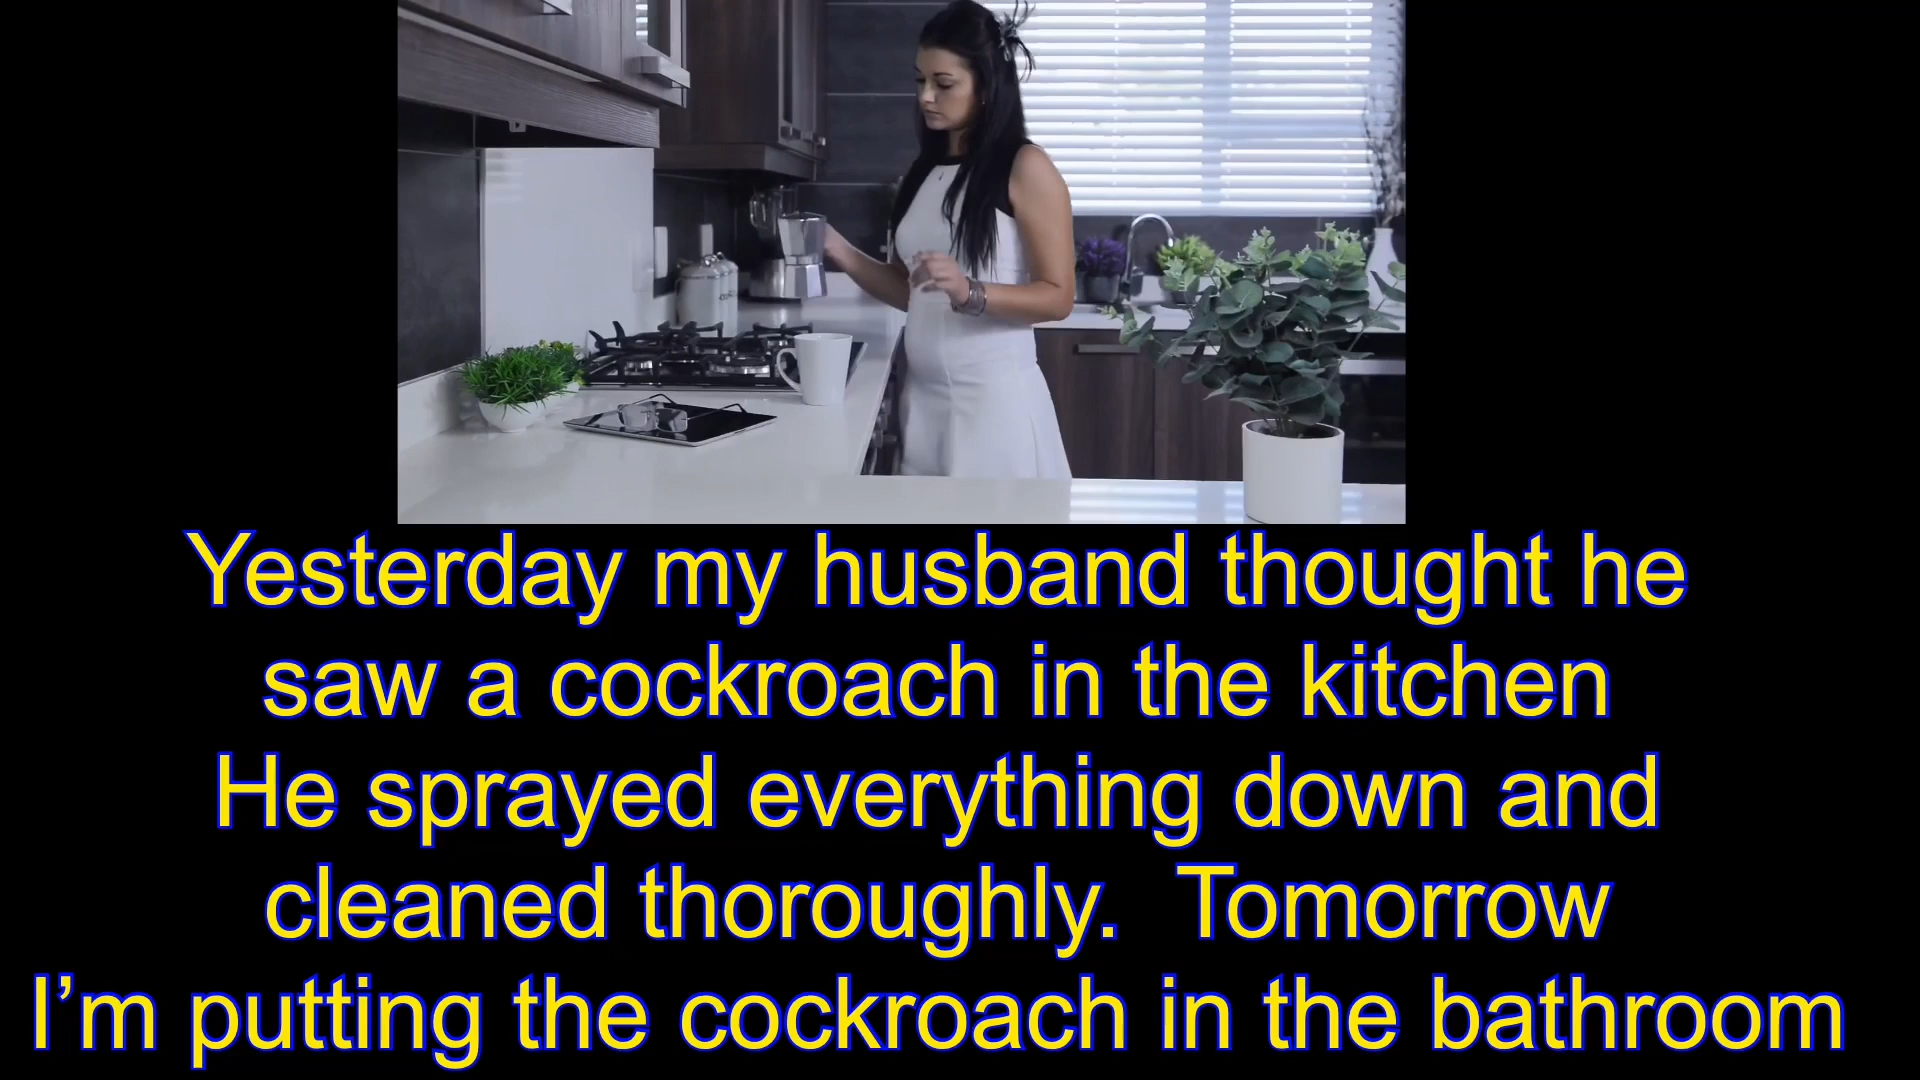 Yesterday my husband thought he
saw a cockroach in the kitchen
He sprayed everything down and
cleaned thoroughly.  Tomorrow
I’m putting the cockroach in the bathroom